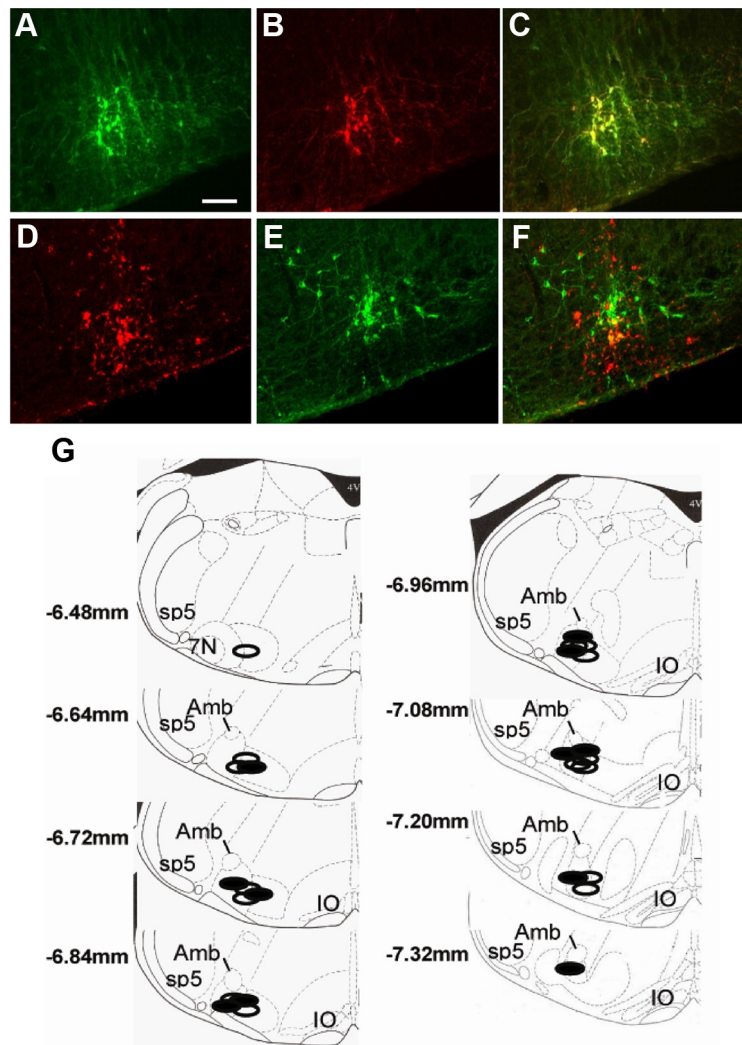 A
B
C
D
E
F
G
4V
-6.48mm
sp5
7N
-6.64mm
Amb
sp5
-6.72mm
Amb
sp5
IO
-6.84mm
Amb
sp5
IO
4V
-6.96mm
Amb
sp5
IO
-7.08mm
Amb
sp5
IO
-7.20mm
Amb
sp5
IO
-7.32mm
Amb
sp5
IO